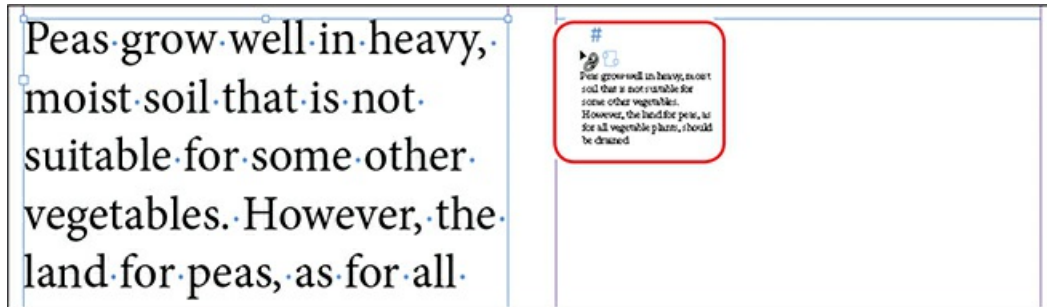 Peas grow well in heavy,
moist soil that is not
suitable for some other
vegetables. However, the
land for peas, as for all
#
Peas grow well in heavy, moist
soil that is not suitable for
some other vegetables.
However, the land for peas, as
for all vegetable plants, should
be drained